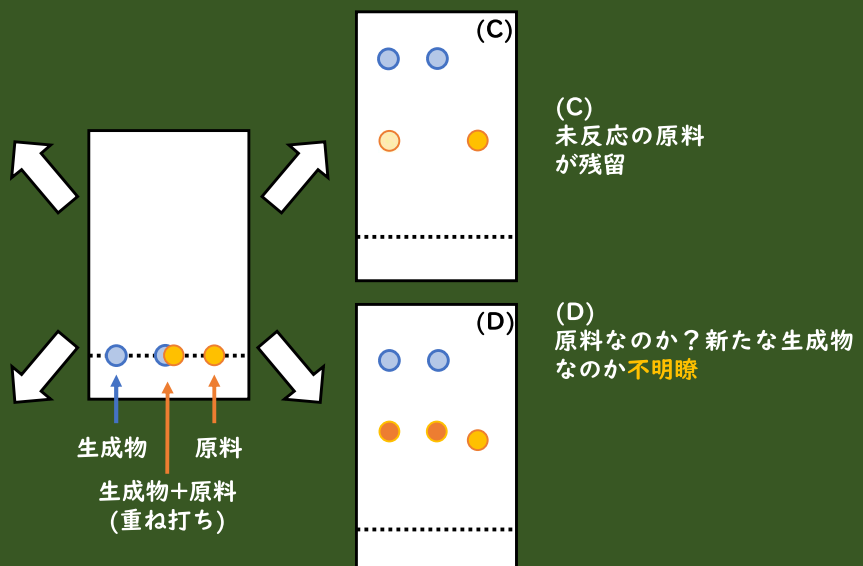 (C)
(C)
未反応の原料
が残留
生成物
原料
生成物+原料
(重ね打ち)
(D)
(D)
原料なのか?新たな生成物
なのか不明瞭